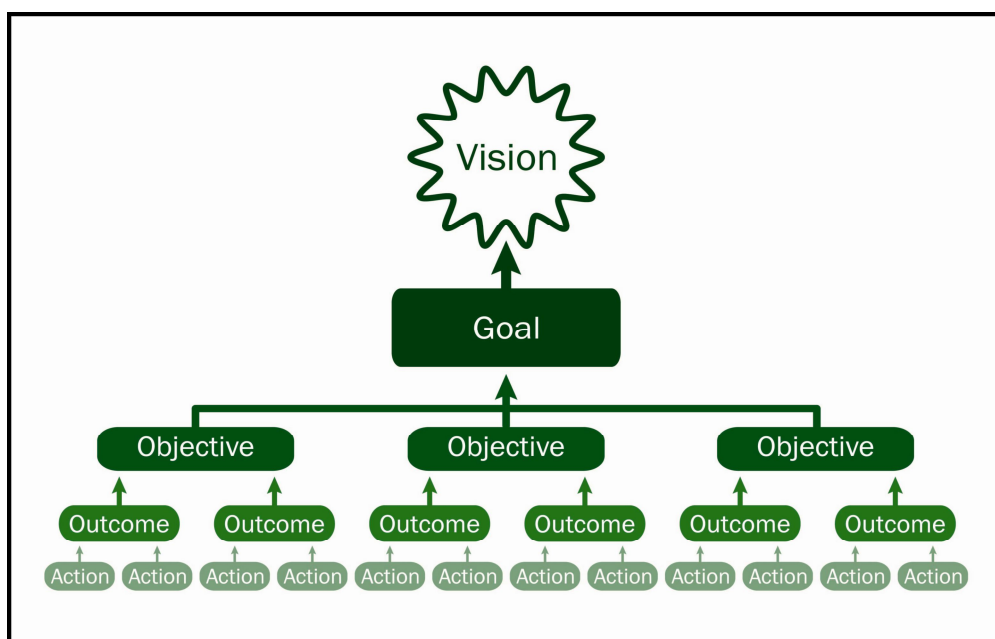 Vision
Goal
Objective Objective Objective
Outcome Outcome Outcome Outcome Outcome Outcome
Action Action Action Action Action Action Action Action Action Action Action Action